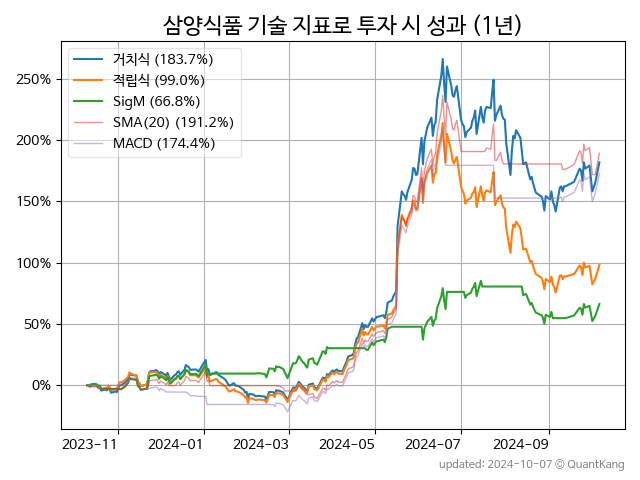 삼양식품 기술 지표로 투자 시 성과 (1년)
거치식 (183.7%)
적립식 (99.0%)
SigM (66.8%)
SMA(20) (191.2%)
MACD (174.4%)
250%
200%
150%
100%
50%
0%
2023-11 2024-01 2024-03 2024-05 2024-07 2024-09
updated: 2024-10-07 © QuantKang